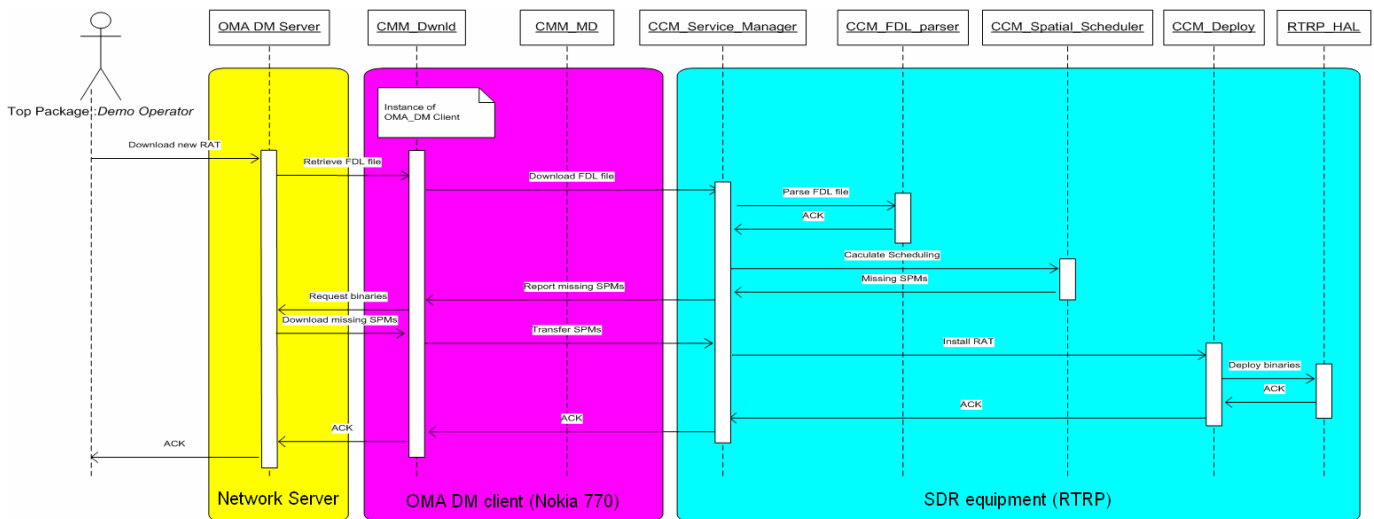 OMA DM Server
CMM_Dwnld
CMM_MD
CCM_Service_Manager
CCM_FDL_parser
CCM_Spatial_Scheduler
CCM_Deploy
RTRP_HAL
Top Package::Demo Operator
Instance of
OMA_DM Client
Download new RAT
Retrieve FDL file
Download FDL file
Parse FDL file
ACK
Caculate Scheduling
Missing SPMs
Report missing SPMs
Request binaries
Download missing SPMs
Transfer SPMs
Install RAT
Deploy binaries
ACK
ACK
ACK
ACK
ACK
Network Server
OMA DM client (Nokia 770)
SDR equipment (RTRP)